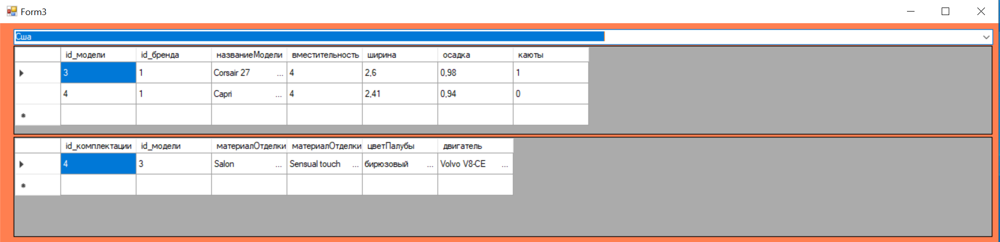 Form3
Сша
id_модели id_бренда названиеМодели вместительность ширина осадка каюты
3 1 Corsair 27 ... 4 2,6 0,98 1
4 1 Capri ... 4 2,41 0,94 0
id_комплектации id_модели материалОтделки материалОтделки цветПалубы двигатель
4 3 Salon ... Sensual touch ... бирюзовый ... Volvo V8-CE ...